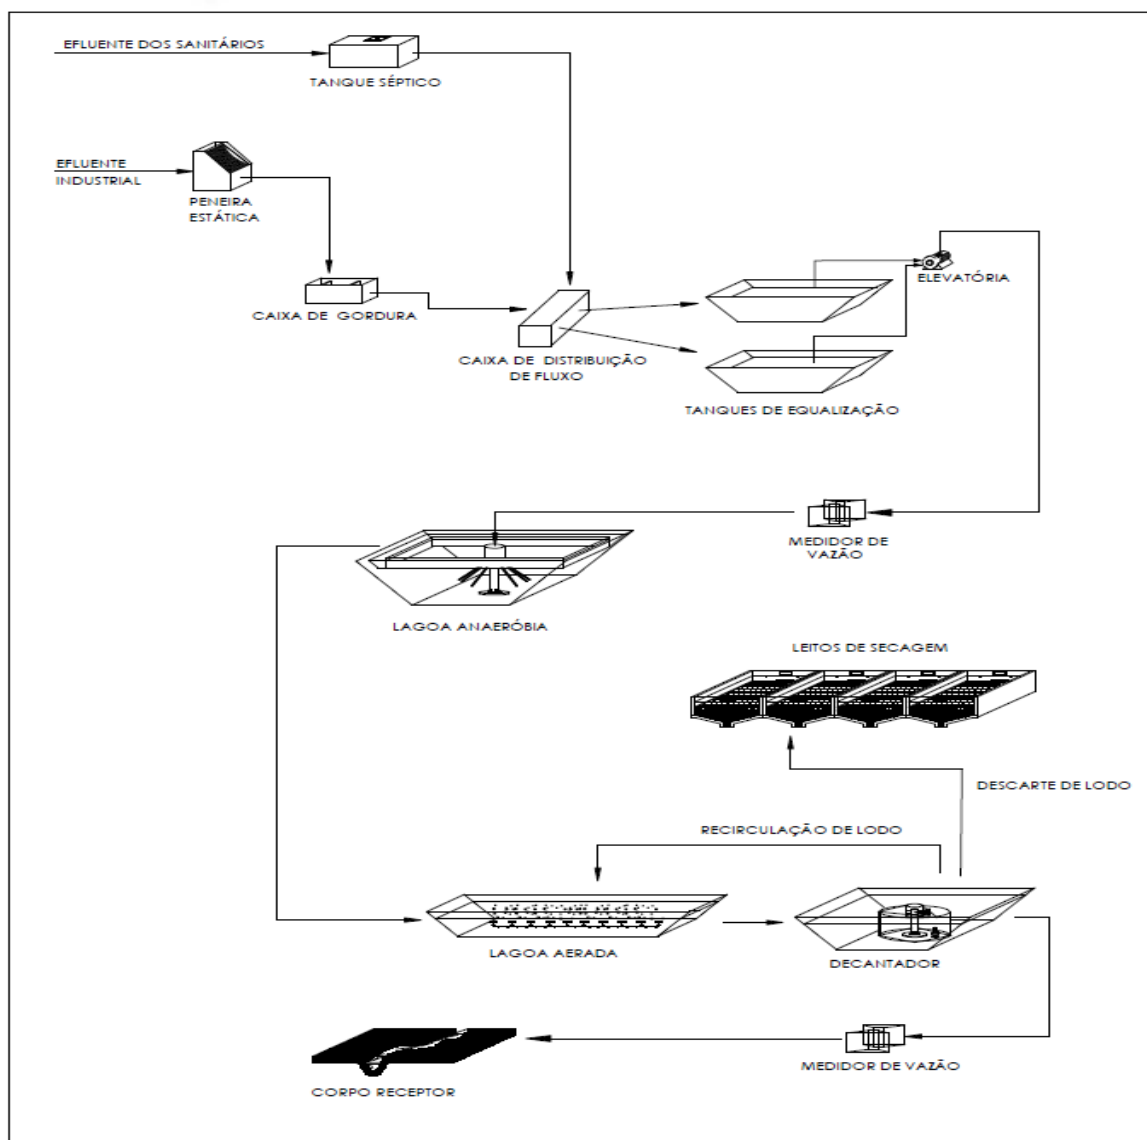 EFLUENTE DOS SANITÁRIOS
TANQUE SÉPTICO
EFLUENTE
INDUSTRIAL
PENEIRA
ESTÁTICA
CAIXA DE GORDURA
CAIXA DE DISTRIBUIÇÃO
DE FLUXO
ELEVATÓRIA
TANQUES DE EQUALIZAÇÃO
MEDIDOR DE
VAZÃO
LAGOA ANAERÓBIA
LEITOS DE SECAGEM
DESCARTE DE LODO
RECIRCULAÇÃO DE LODO
LAGOA AERADA
DECANTADOR
MEDIDOR DE VAZÃO
CORPO RECEPTOR